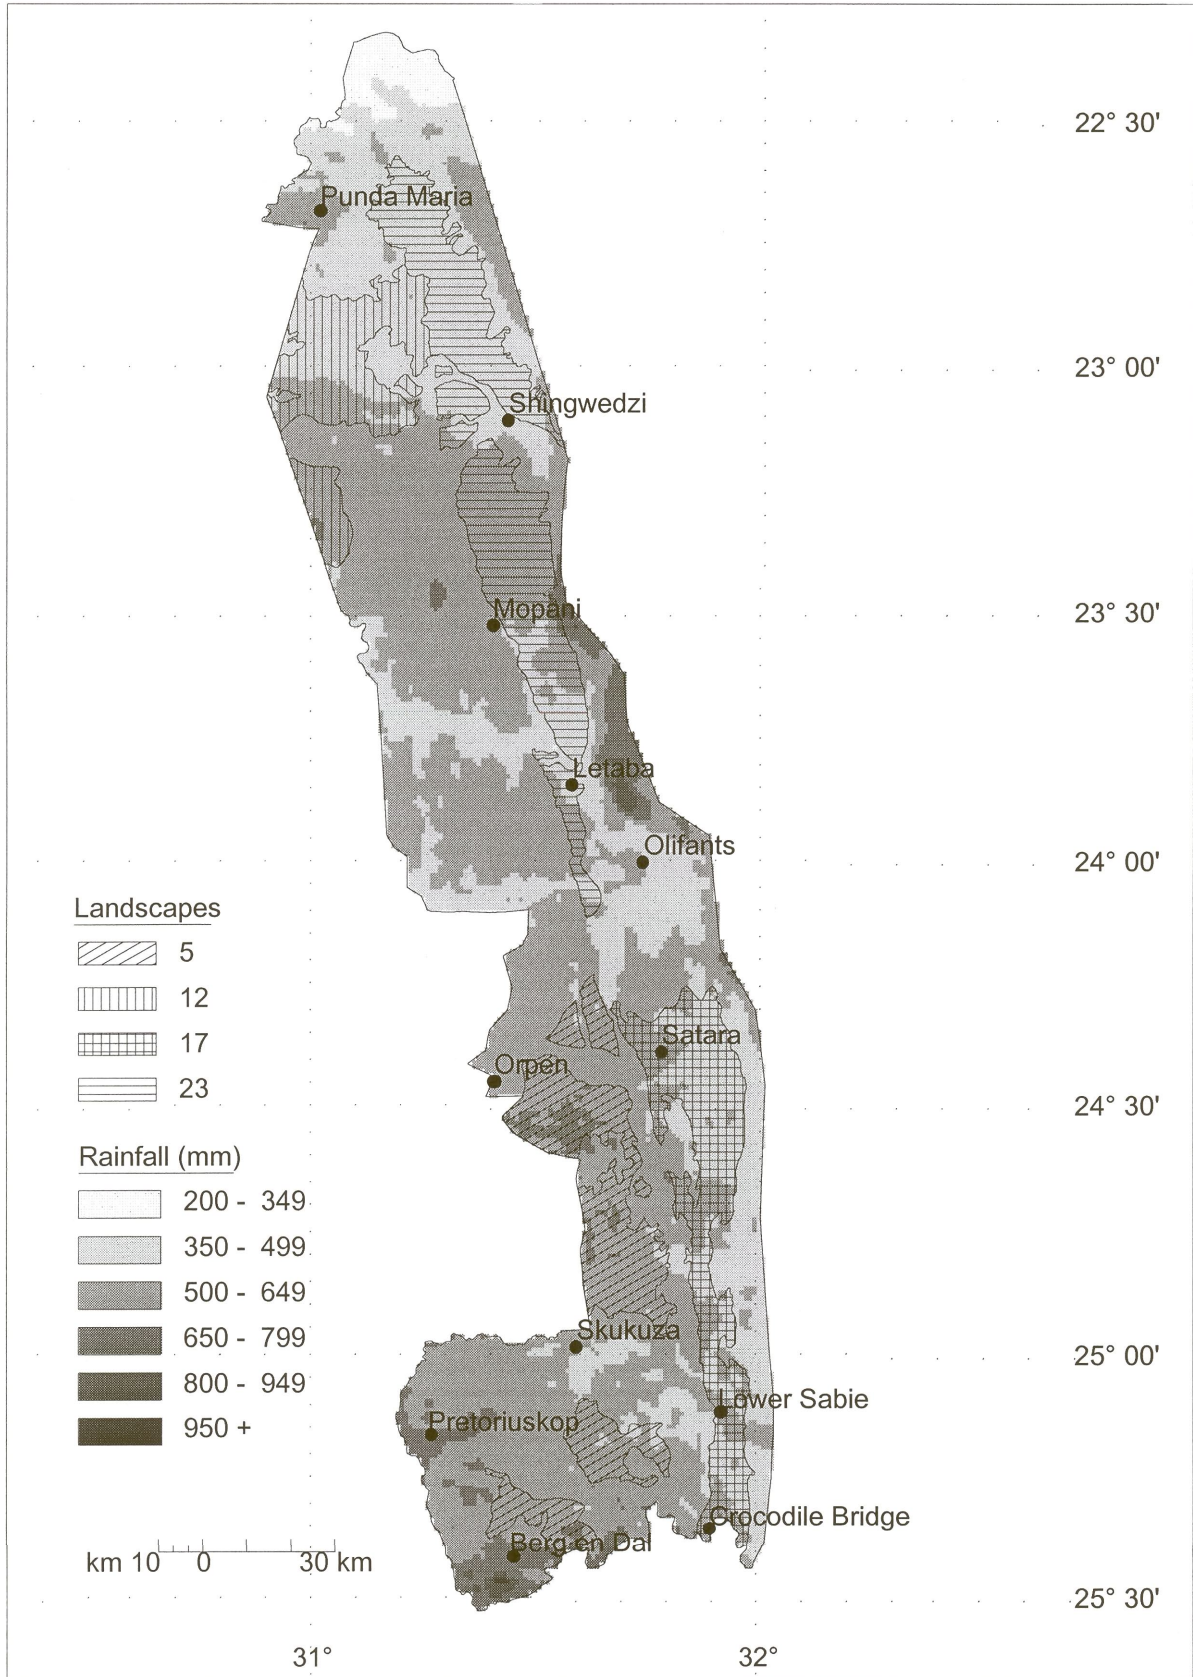 22° 30'
Punda Maria
23° 00'
Shingwedzi
Mopani
23° 30'
Letaba
Olifants
24° 00'
Landscapes
5
12
17
23
Satara
Orpen
24° 30'
Rainfall (mm)
200 - 349
350 - 499
500 - 649
650 - 799
800 - 949
950 +
Skukuza
25° 00'
Lower Sabie
Pretoriuskop
Crocodile Bridge
Berg en Dal
km 10 0 30 km
25° 30'
31° 32°